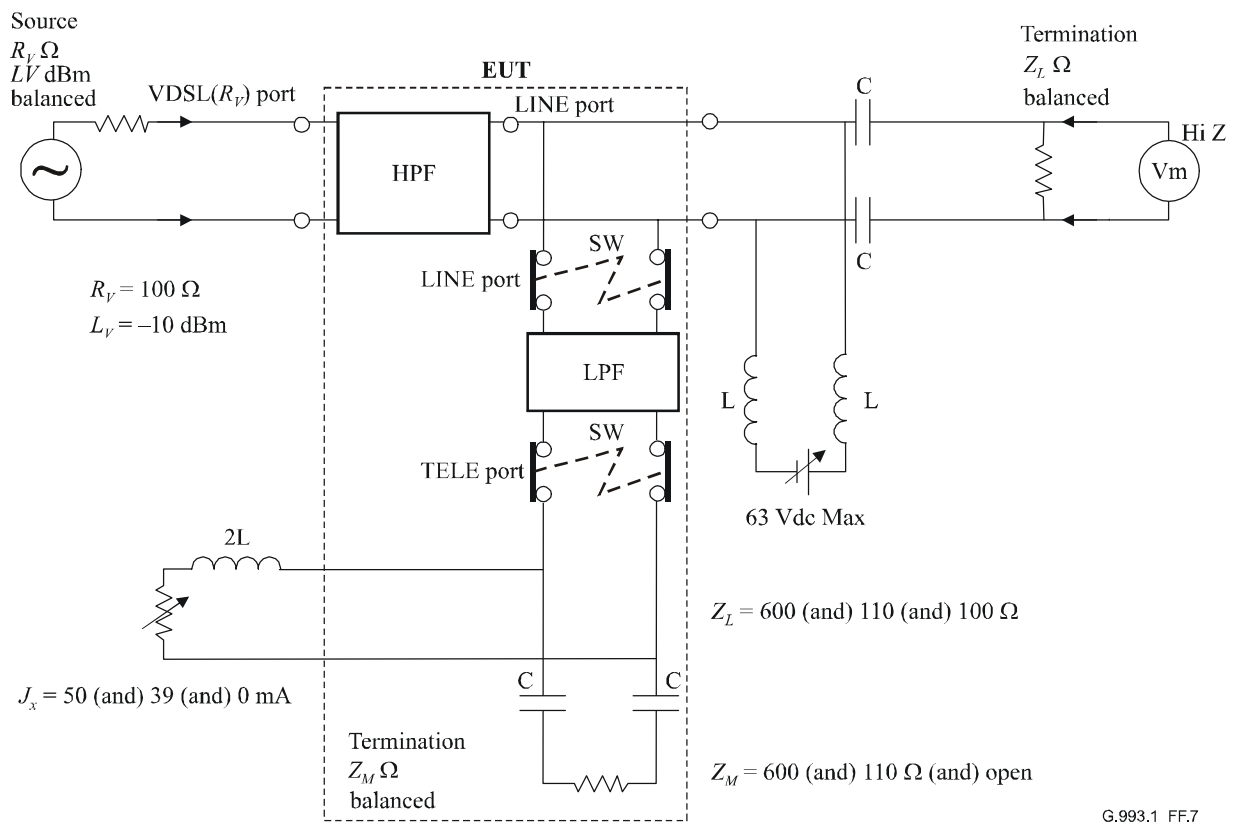 Source
R_V Ω
LV dBm
balanced
VDSL(R_V) port
EUT
LINE port
C
Termination
Z_L Ω
balanced
Hi Z
HPF
Vm
SW
C
LINE port
R_V = 100 Ω
L_V = –10 dBm
LPF
L
L
SW
TELE port
63 Vdc Max
2L
Z_L = 600 (and) 110 (and) 100 Ω
J_x = 50 (and) 39 (and) 0 mA
C
C
Termination
Z_M Ω
balanced
Z_M = 600 (and) 110 Ω (and) open
G.993.1_FF.7